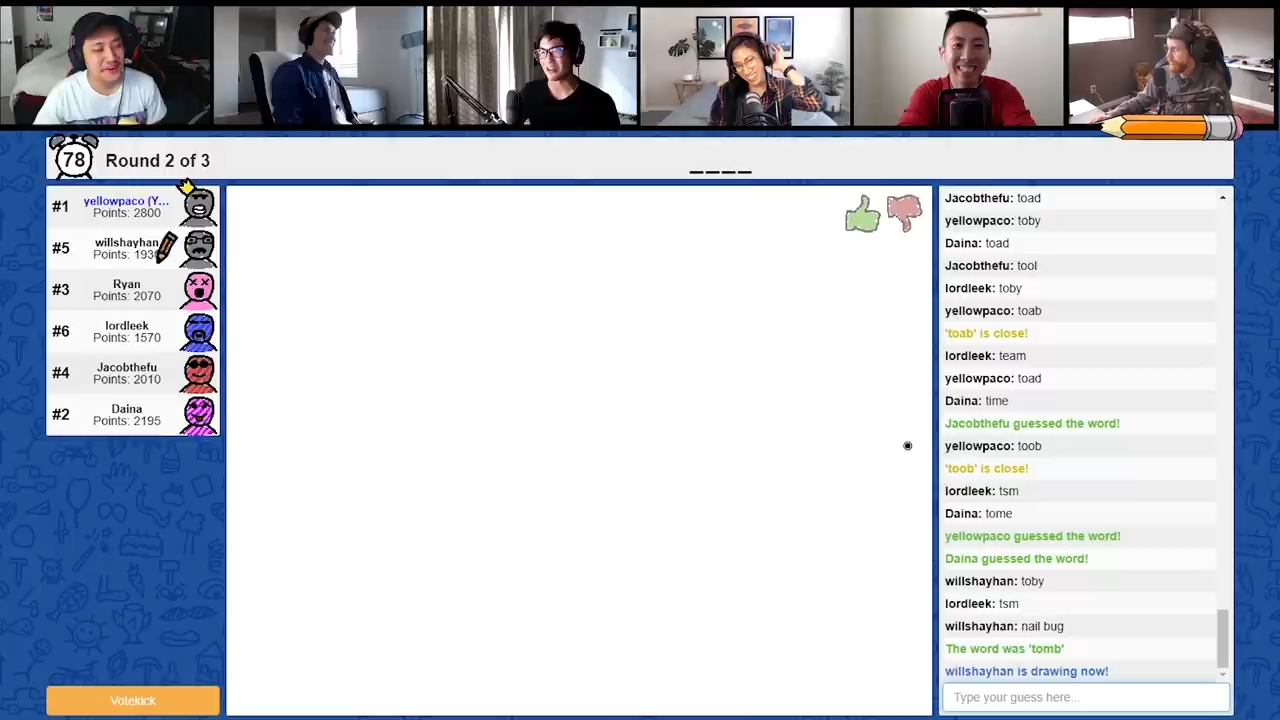 78
Round 2 of 3
____
#1
yellowpaco (Y...
Points: 2800
#5
willshayhan
Points: 193
#3
Ryan
Points: 2070
#6
lordleek
Points: 1570
#4
Jacobthefu
Points: 2010
#2
Daina
Points: 2195
Votekick
Jacobthefu: toad
yellowpaco: toby
Daina: toad
Jacobthefu: tool
lordleek: toby
yellowpaco: toab
'toab' is close!
lordleek: team
yellowpaco: toad
Daina: time
Jacobthefu guessed the word!
yellowpaco: toob
'toob' is close!
lordleek: tsm
Daina: tome
yellowpaco guessed the word!
Daina guessed the word!
willshayhan: toby
lordleek: tsm
willshayhan: nail bug
The word was 'tomb'
willshayhan is drawing now!
Type your guess here...